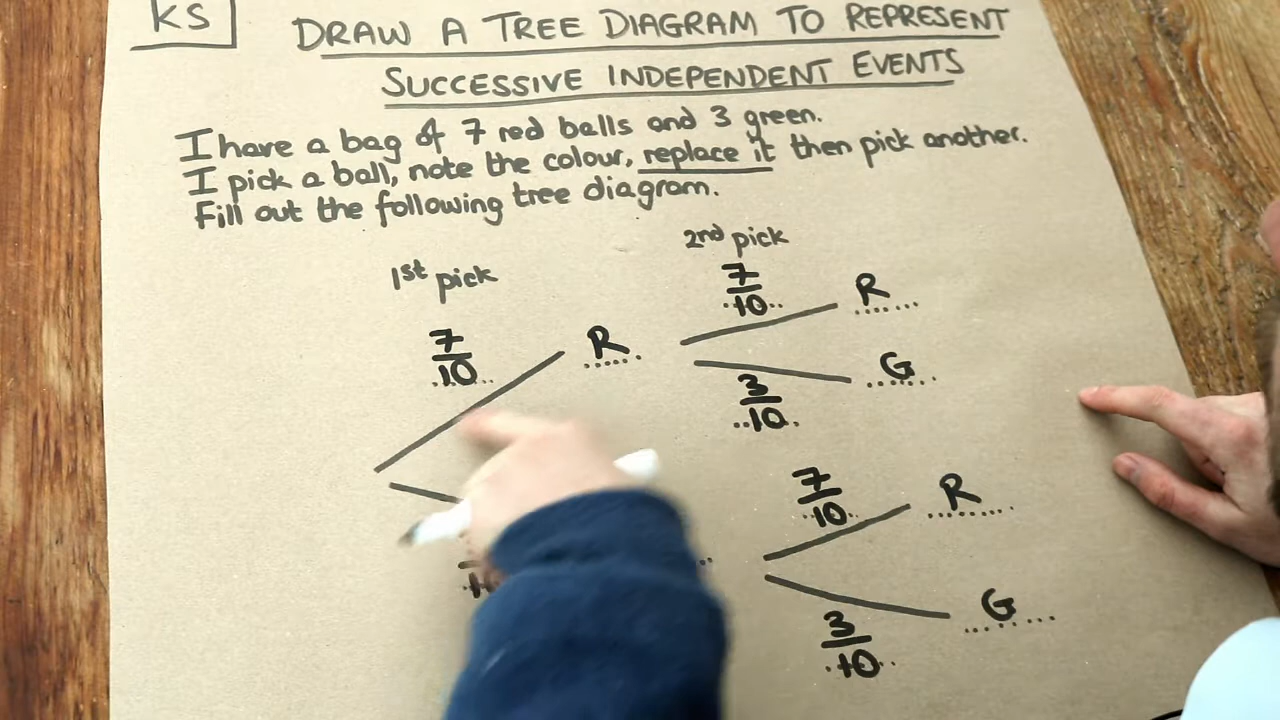 KS
DRAW A TREE DIAGRAM TO REPRESENT
SUCCESSIVE INDEPENDENT EVENTS
I have a bag of 7 red balls and 3 green.
I pick a ball, note the colour, replace it then pick another.
Fill out the following tree diagram.
1st pick
2nd pick
7/10
R
7/10
R
3/10
G
7/10
R
3/10
G